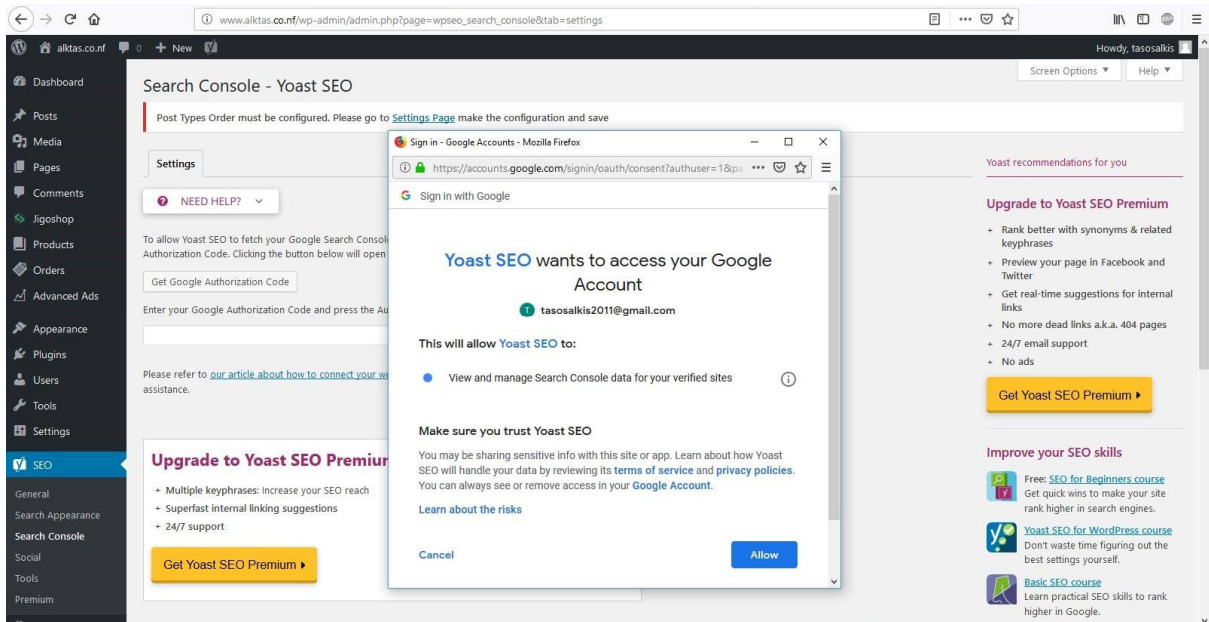 www.alktas.co.nf/wp-admin/admin.php?page=wpseo_search_console&tab=settings
alktas.co.nf
0
+ New
Howdy, tasosalkis
Dashboard
Posts
Media
Pages
Comments
Jigoshop
Products
Orders
Advanced Ads
Appearance
Plugins
Users
Tools
Settings
SEO
General
Search Appearance
Search Console
Social
Tools
Premium
Screen Options
Help
Search Console - Yoast SEO
Post Types Order must be configured. Please go to Settings Page make the configuration and save
Settings
NEED HELP?
To allow Yoast SEO to fetch your Google Search Consol
Authorization Code. Clicking the button below will open
Get Google Authorization Code
Enter your Google Authorization Code and press the Au
Please refer to our article about how to connect your we
assistance.
Upgrade to Yoast SEO Premiur
+ Multiple keyphrases: Increase your SEO reach
+ Superfast internal linking suggestions
+ 24/7 support
Get Yoast SEO Premium
Sign in - Google Accounts - Mozilla Firefox
https://accounts.google.com/signin/oauth/consent?authuser=1&pa
Sign in with Google
Yoast SEO wants to access your Google
Account
T tasosalkis2011@gmail.com
This will allow Yoast SEO to:
View and manage Search Console data for your verified sites
Make sure you trust Yoast SEO
You may be sharing sensitive info with this site or app. Learn about how Yoast
SEO will handle your data by reviewing its terms of service and privacy policies.
You can always see or remove access in your Google Account.
Learn about the risks
Cancel
Allow
Yoast recommendations for you
Upgrade to Yoast SEO Premium
+ Rank better with synonyms & related
keyphrases
+ Preview your page in Facebook and
Twitter
+ Get real-time suggestions for internal
links
+ No more dead links a.k.a. 404 pages
+ 24/7 email support
+ No ads
Get Yoast SEO Premium
Improve your SEO skills
Free: SEO for Beginners course
Get quick wins to make your site
rank higher in search engines.
Yoast SEO for WordPress course
Don't waste time figuring out the
best settings yourself.
Basic SEO course
Learn practical SEO skills to rank
higher in Google.